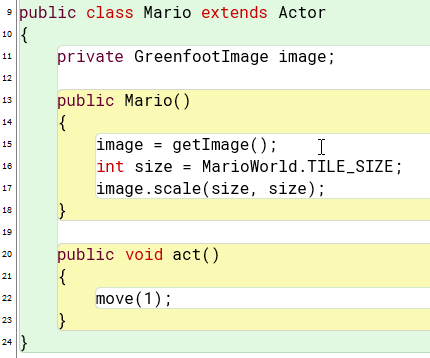 9 public class Mario extends Actor
10 {
11 private GreenfootImage image;
12
13 public Mario()
14 {
15 image = getImage();
16 int size = MarioWorld.TILE_SIZE;
17 image.scale(size, size);
18 }
19
20 public void act()
21 {
22 move(1);
23 }
24 }